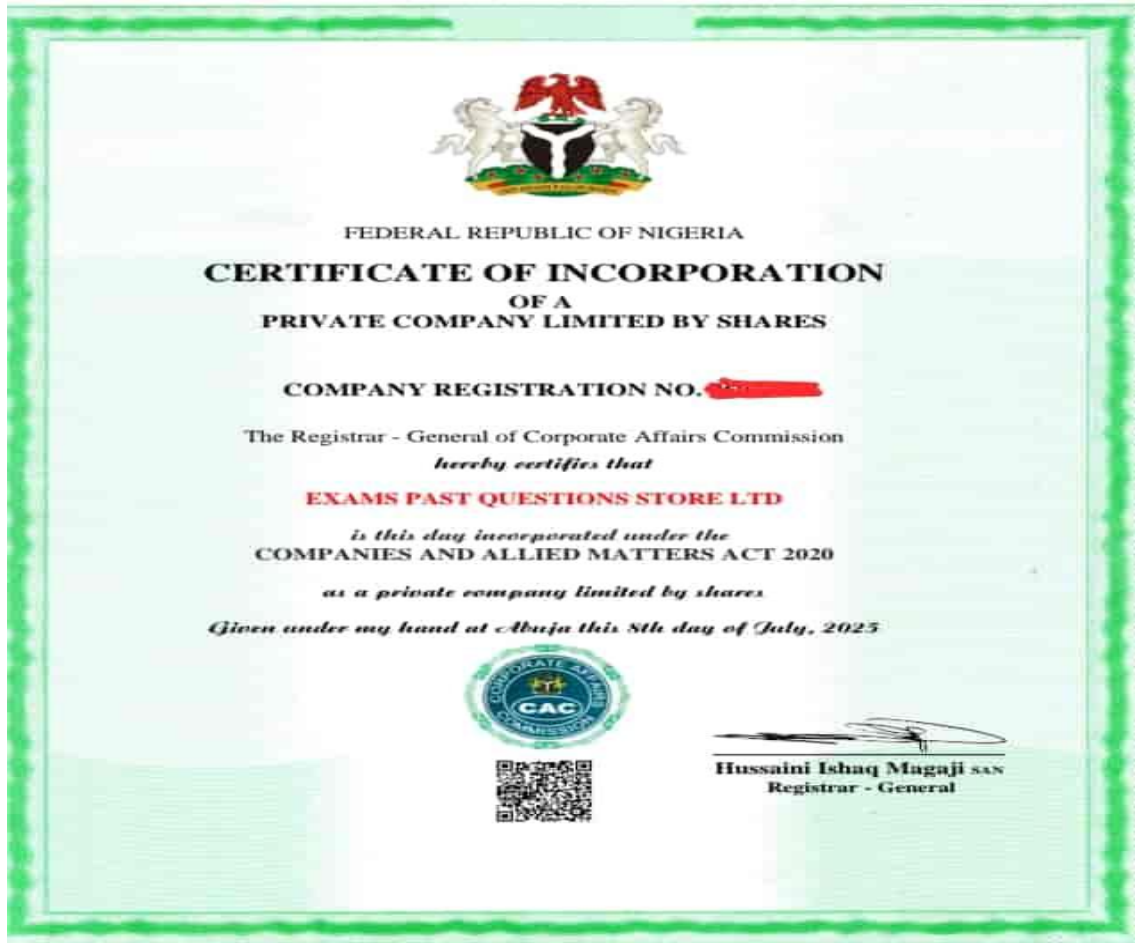 FEDERAL REPUBLIC OF NIGERIA
CERTIFICATE OF INCORPORATION
OF A
PRIVATE COMPANY LIMITED BY SHARES
COMPANY REGISTRATION NO.
The Registrar - General of Corporate Affairs Commission
hereby certifies that
EXAMS PAST QUESTIONS STORE LTD
is this day incorporated under the
COMPANIES AND ALLIED MATTERS ACT 2020
as a private company limited by shares
Given under my hand at Abuja this 8th day of July, 2025
CORPORATE AFFAIRS
CAC
COMMISSION
Hussaini Ishaq Magaji SAN
Registrar - General